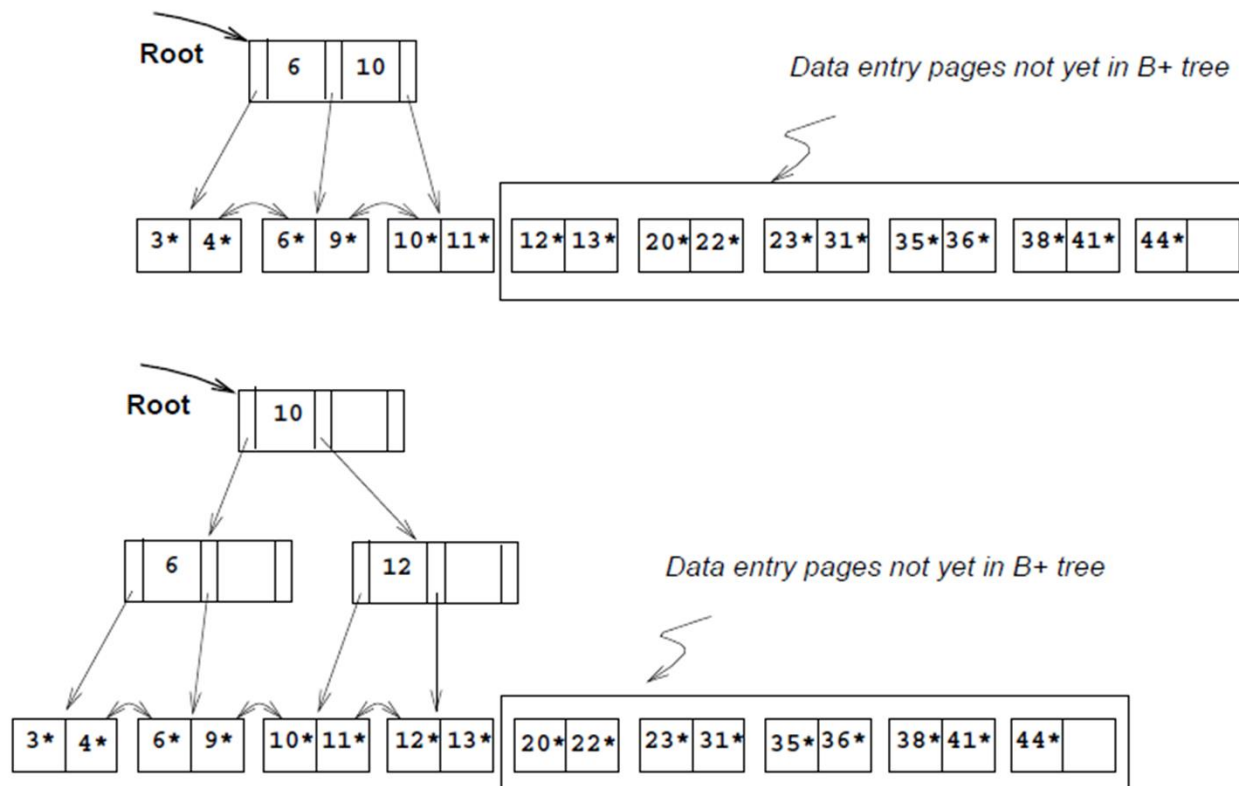 Root
6 10
Data entry pages not yet in B+ tree
3* 4* 6* 9* 10* 11* 12* 13* 20* 22* 23* 31* 35* 36* 38* 41* 44*
Root
10
6 12
Data entry pages not yet in B+ tree
3* 4* 6* 9* 10* 11* 12* 13* 20* 22* 23* 31* 35* 36* 38* 41* 44*